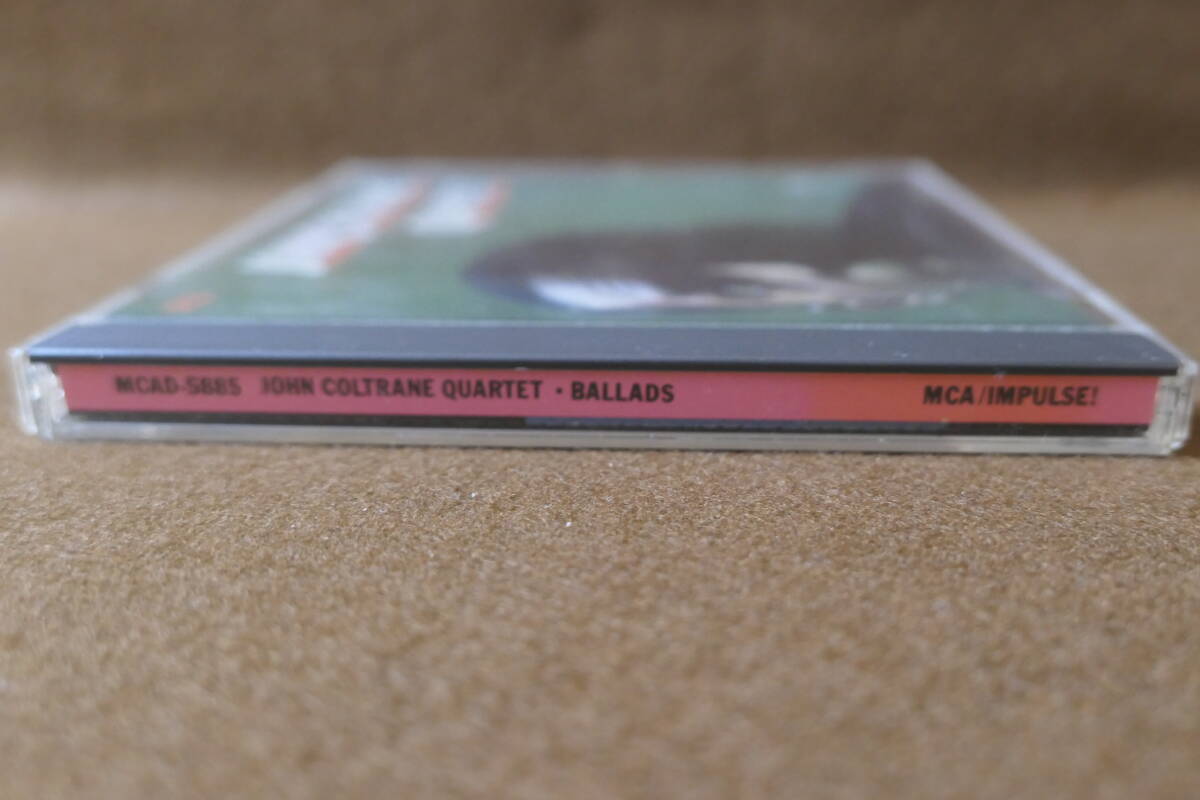 MCAD-5885 JOHN COLTRANE QUARTET · BALLADS MCA/IMPULSE!